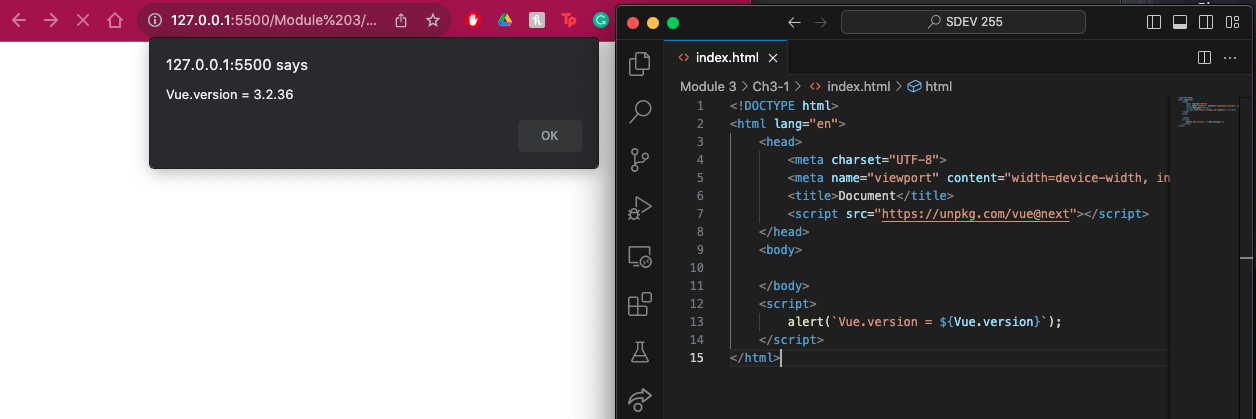 127.0.0.1:5500/Module%203/...
127.0.0.1:5500 says
Vue.version = 3.2.36
OK
SDEV 255
index.html
Module 3 > Ch3-1 > index.html > html
1 <!DOCTYPE html>
2 <html lang="en">
3 <head>
4 <meta charset="UTF-8">
5 <meta name="viewport" content="width=device-width, in
6 <title>Document</title>
7 <script src="https://unpkg.com/vue@next"></script>
8 </head>
9 <body>
10
11 </body>
12 <script>
13 alert(`Vue.version = ${Vue.version}`);
14 </script>
15 </html>